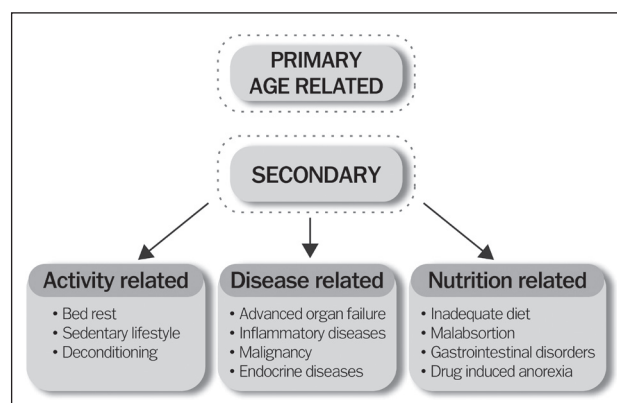 PRIMARY
AGE RELATED
SECONDARY
Activity related
• Bed rest
• Sedentary lifestyle
• Deconditioning
Disease related
• Advanced organ failure
• Inflammatory diseases
• Malignancy
• Endocrine diseases
Nutrition related
• Inadequate diet
• Malabsortion
• Gastrointestinal disorders
• Drug induced anorexia